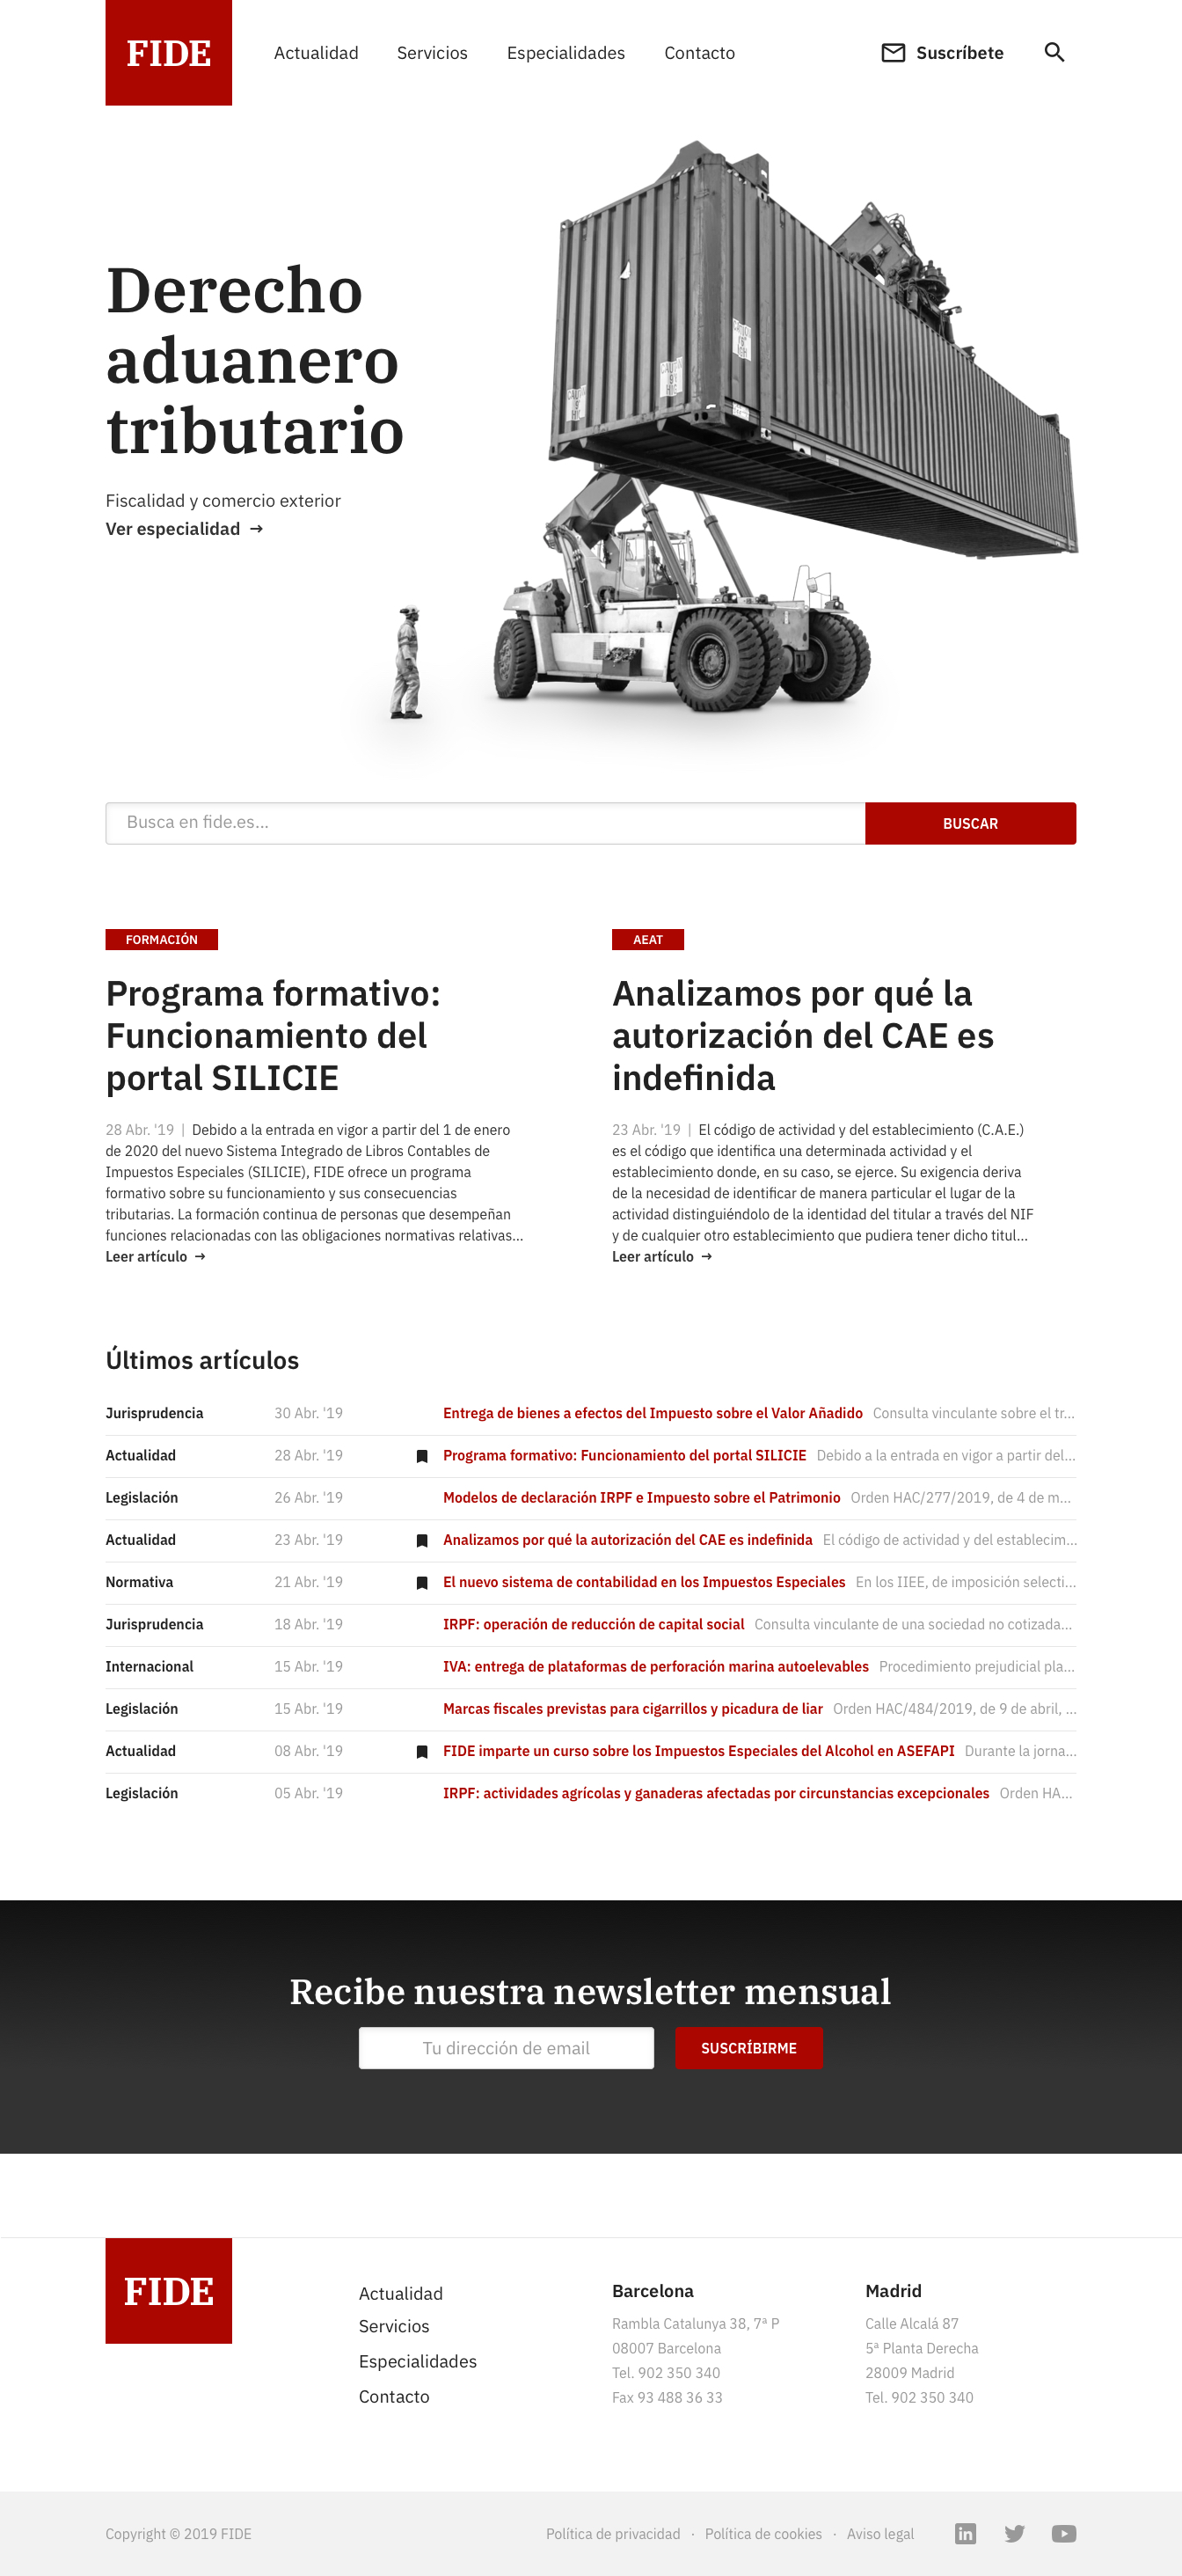 FIDE
Actualidad
Servicios
Especialidades
Contacto
Suscríbete
Derecho
aduanero
tributario
Fiscalidad y comercio exterior
Ver especialidad →
Busca en fide.es...
BUSCAR
FORMACIÓN
Programa formativo:
Funcionamiento del
portal SILICIE
28 Abr. '19 | Debido a la entrada en vigor a partir del 1 de enero
de 2020 del nuevo Sistema Integrado de Libros Contables de
Impuestos Especiales (SILICIE), FIDE ofrece un programa
formativo sobre su funcionamiento y sus consecuencias
tributarias. La formación continua de personas que desempeñan
funciones relacionadas con las obligaciones normativas relativas...
Leer artículo →
AEAT
Analizamos por qué la
autorización del CAE es
indefinida
23 Abr. '19 | El código de actividad y del establecimiento (C.A.E.)
es el código que identifica una determinada actividad y el
establecimiento donde, en su caso, se ejerce. Su exigencia deriva
de la necesidad de identificar de manera particular el lugar de la
actividad distinguiéndolo de la identidad del titular a través del NIF
y de cualquier otro establecimiento que pudiera tener dicho titul...
Leer artículo →
Últimos artículos
Jurisprudencia 30 Abr. '19 Entrega de bienes a efectos del Impuesto sobre el Valor Añadido Consulta vinculante sobre el tr...
Actualidad 28 Abr. '19 Programa formativo: Funcionamiento del portal SILICIE Debido a la entrada en vigor a partir del...
Legislación 26 Abr. '19 Modelos de declaración IRPF e Impuesto sobre el Patrimonio Orden HAC/277/2019, de 4 de m...
Actualidad 23 Abr. '19 Analizamos por qué la autorización del CAE es indefinida El código de actividad y del establecim...
Normativa 21 Abr. '19 El nuevo sistema de contabilidad en los Impuestos Especiales En los IIEE, de imposición selecti...
Jurisprudencia 18 Abr. '19 IRPF: operación de reducción de capital social Consulta vinculante de una sociedad no cotizada...
Internacional 15 Abr. '19 IVA: entrega de plataformas de perforación marina autoelevables Procedimiento prejudicial pla...
Legislación 15 Abr. '19 Marcas fiscales previstas para cigarrillos y picadura de liar Orden HAC/484/2019, de 9 de abril, ...
Actualidad 08 Abr. '19 FIDE imparte un curso sobre los Impuestos Especiales del Alcohol en ASEFAPI Durante la jorna...
Legislación 05 Abr. '19 IRPF: actividades agrícolas y ganaderas afectadas por circunstancias excepcionales Orden HA...
Recibe nuestra newsletter mensual
Tu dirección de email
SUSCRÍBIRME
FIDE
Actualidad
Servicios
Especialidades
Contacto
Barcelona
Rambla Catalunya 38, 7ª P
08007 Barcelona
Tel. 902 350 340
Fax 93 488 36 33
Madrid
Calle Alcalá 87
5ª Planta Derecha
28009 Madrid
Tel. 902 350 340
Copyright © 2019 FIDE
Política de privacidad · Política de cookies · Aviso legal